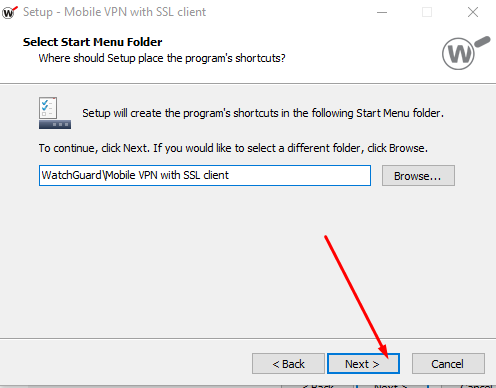 Setup - Mobile VPN with SSL client
Select Start Menu Folder
Where should Setup place the program's shortcuts?
Setup will create the program's shortcuts in the following Start Menu folder.
To continue, click Next. If you would like to select a different folder, click Browse.
WatchGuard\Mobile VPN with SSL client
Browse...
< Back
Next >
Cancel